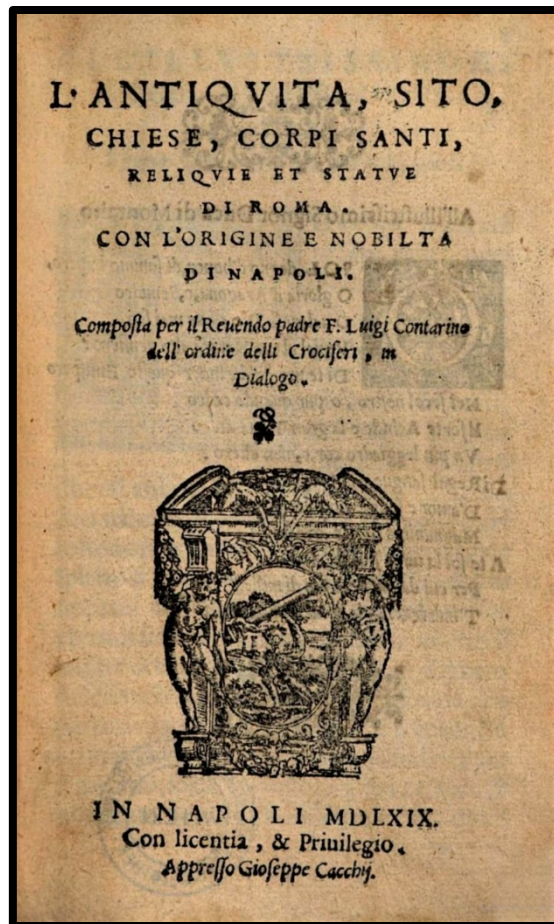 L'ANTIQVITA, SITO,
CHIESE, CORPI SANTI,
RELIQVIE ET STATVE
DI ROMA.
CON L'ORIGINE E NOBILTA
DI NAPOLI.
Composta per il Reuendo padre F. Luigi Contarino
dell'ordine delli Crociferi, in
Dialogo.
IN NAPOLI MDLXIX.
Con licentia, & Priuilegio.
Appresso Gioseppe Cacchij.